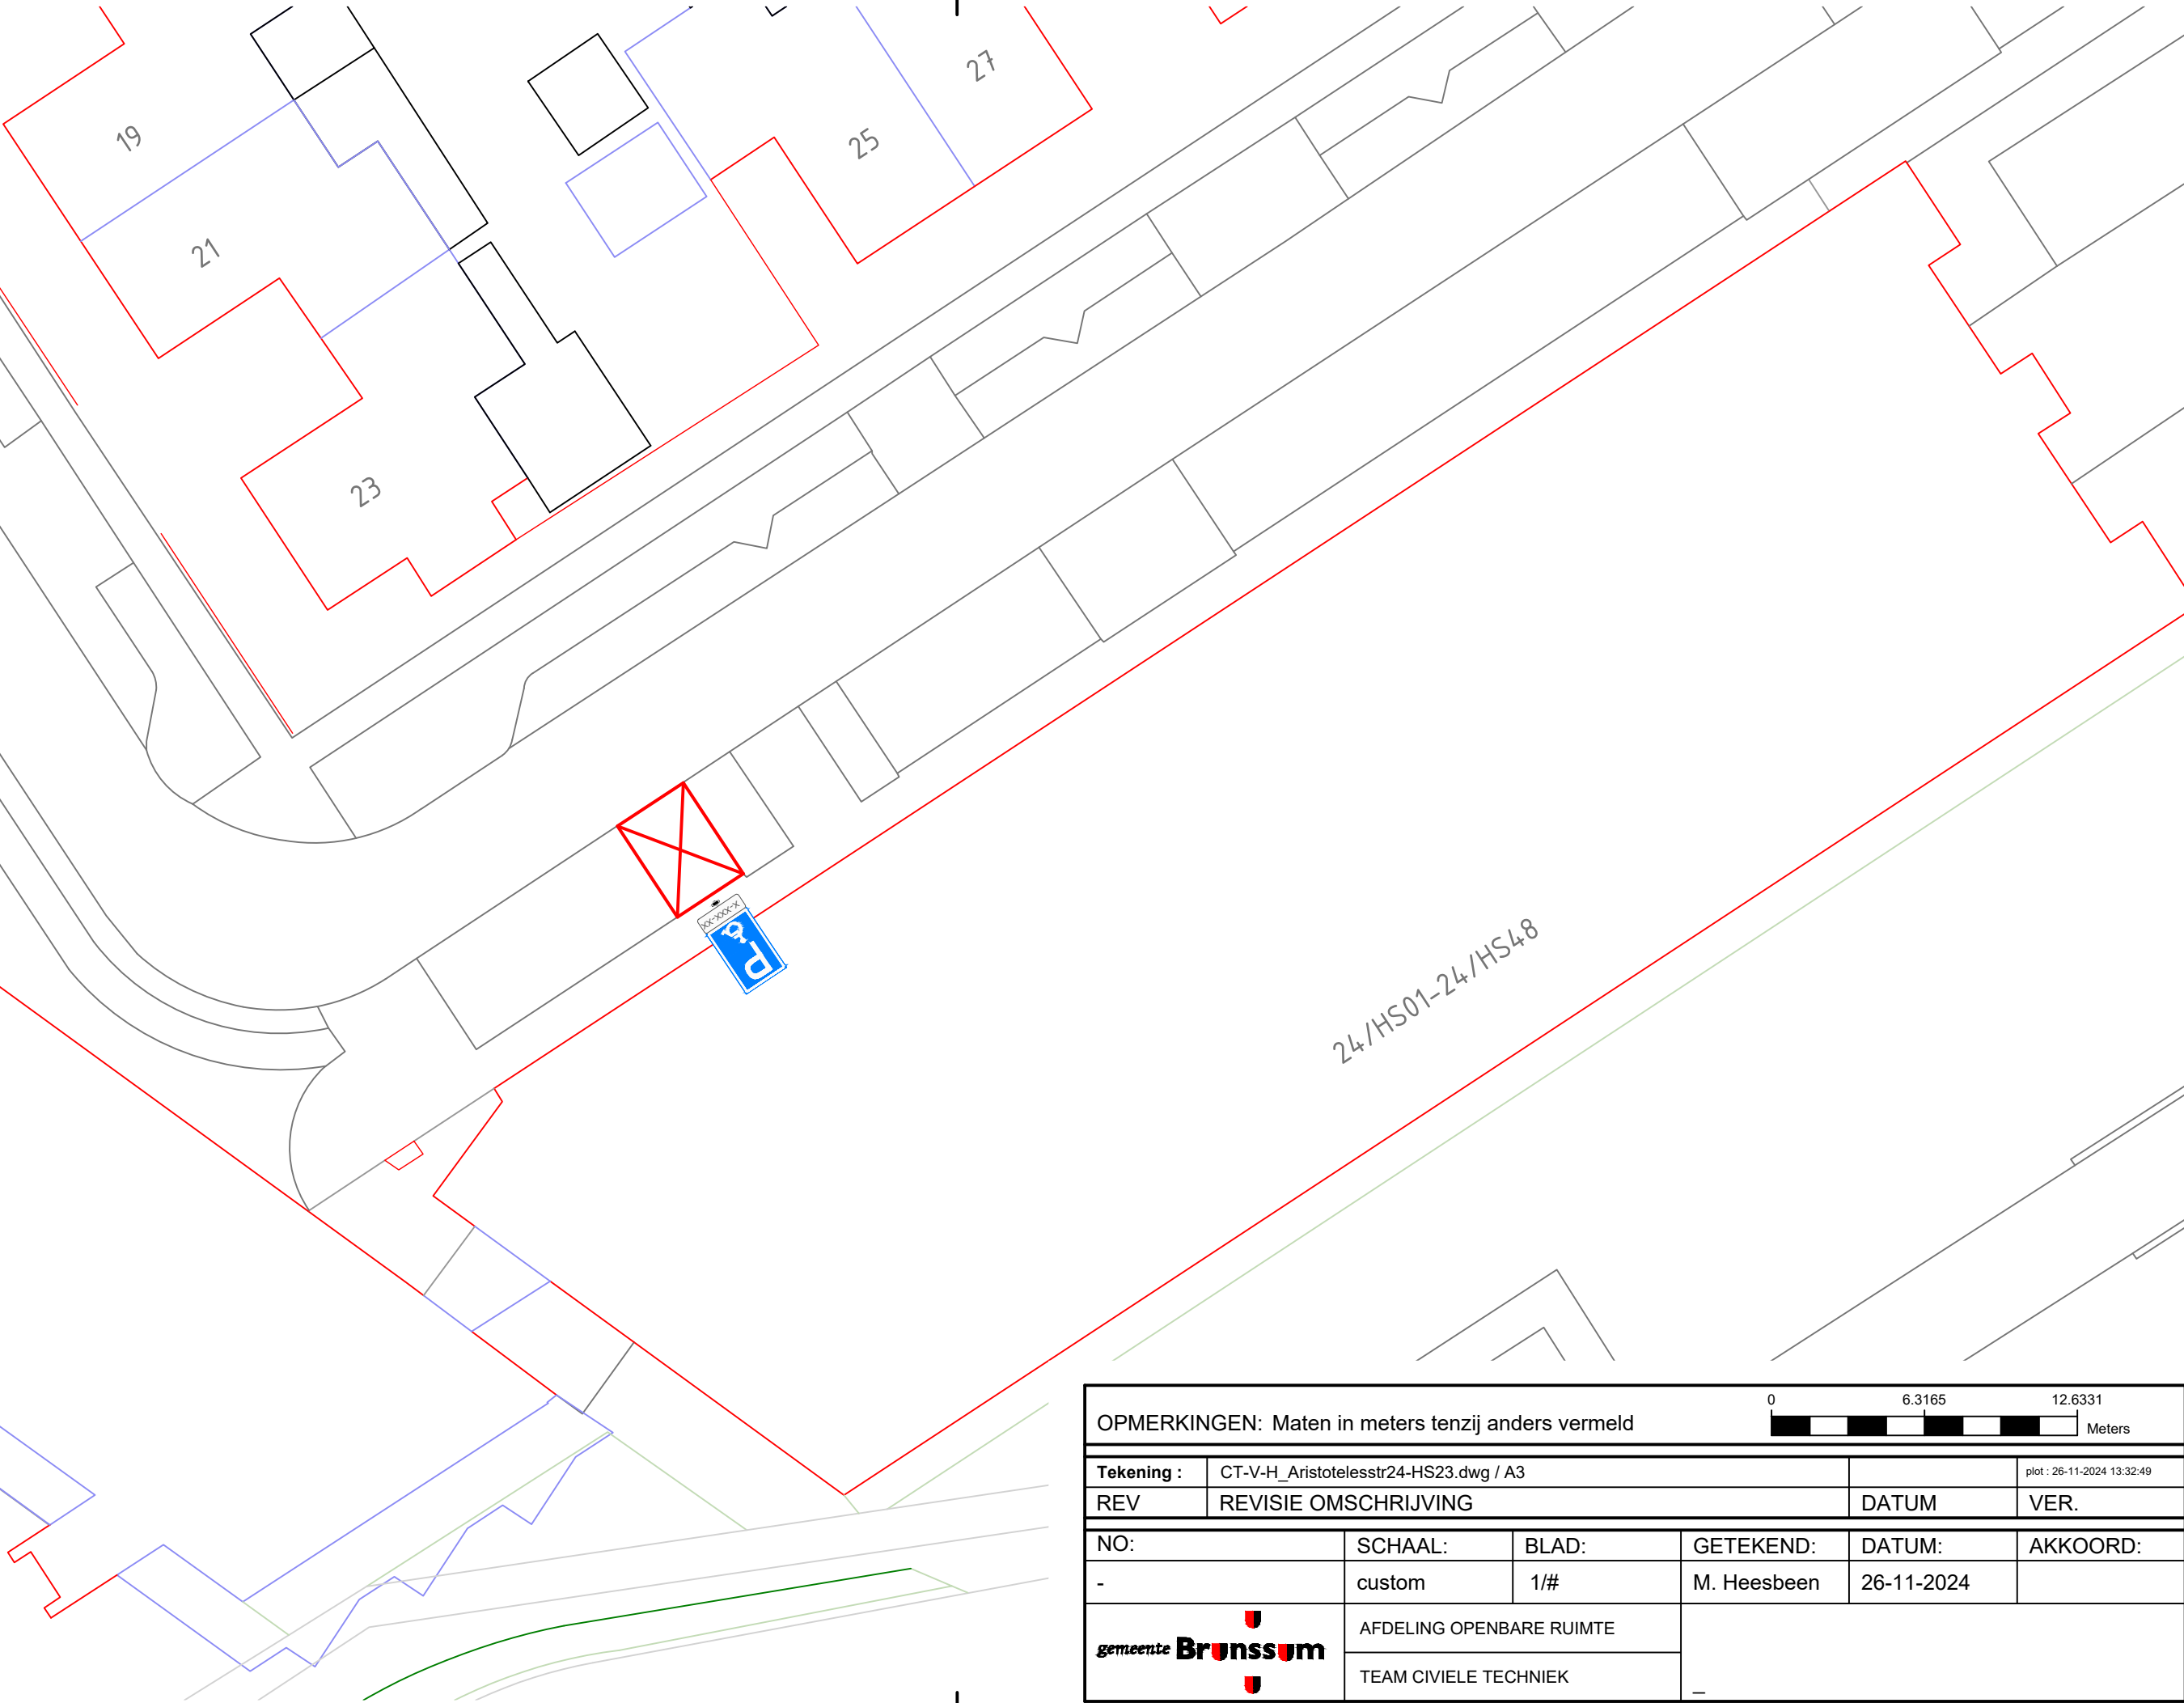 27
19
25
21
23
XX-XXX-X
P
24/HS01-24/HS48
0 6.3165 12.6331
OPMERKINGEN: Maten in meters tenzij anders vermeld
Meters
Tekening : CT-V-H_Aristotelesstr24-HS23.dwg / A3 plot : 26-11-2024 13:32:49
REV REVISIE OMSCHRIJVING DATUM VER.
NO: SCHAAL: BLAD: GETEKEND: DATUM: AKKOORD:
- custom 1/# M. Heesbeen 26-11-2024
AFDELING OPENBARE RUIMTE
gemeente Brunssum
TEAM CIVIELE TECHNIEK
_